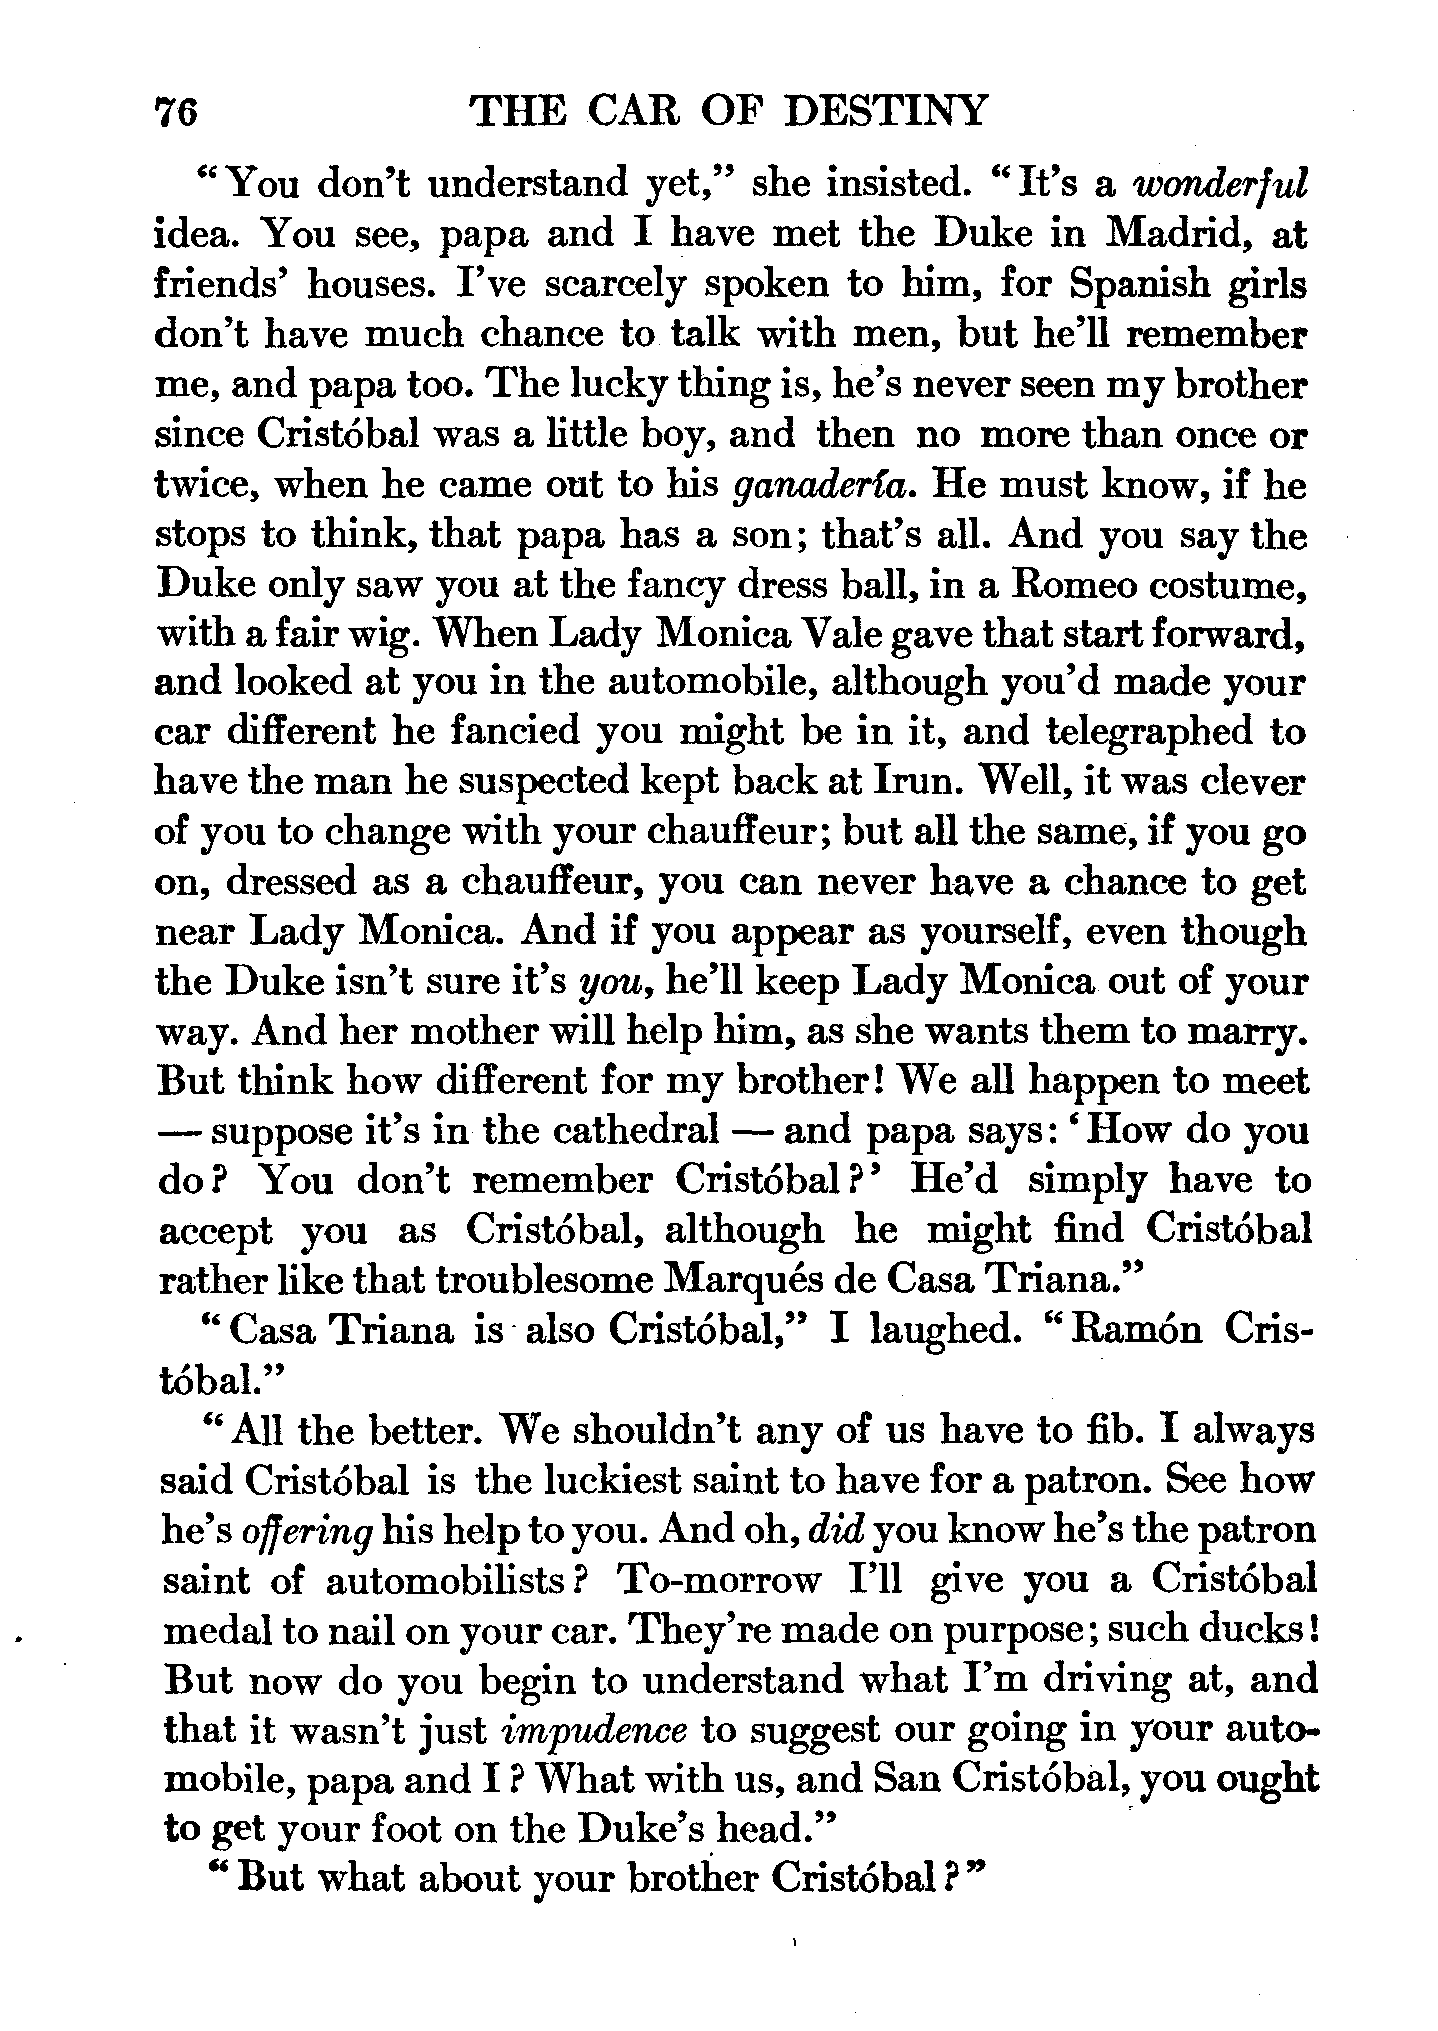 76 THE CAR OF DESTINY
“You don't understand yet,” she insisted. “It's a wonderful
idea. You see, papa and I have met the Duke in Madrid, at
friends' houses. I've scarcely spoken to him, for Spanish girls
don't have much chance to talk with men, but he'll remember
me, and papa too. The lucky thing is, he's never seen my brother
since Cristóbal was a little boy, and then no more than once or
twice, when he came out to his ganadería. He must know, if he
stops to think, that papa has a son; that's all. And you say the
Duke only saw you at the fancy dress ball, in a Romeo costume,
with a fair wig. When Lady Monica Vale gave that start forward,
and looked at you in the automobile, although you'd made your
car different he fancied you might be in it, and telegraphed to
have the man he suspected kept back at Irun. Well, it was clever
of you to change with your chauffeur; but all the same, if you go
on, dressed as a chauffeur, you can never have a chance to get
near Lady Monica. And if you appear as yourself, even though
the Duke isn't sure it's you, he'll keep Lady Monica out of your
way. And her mother will help him, as she wants them to marry.
But think how different for my brother! We all happen to meet
— suppose it's in the cathedral — and papa says: ‘How do you
do? You don't remember Cristóbal?’ He'd simply have to
accept you as Cristóbal, although he might find Cristóbal
rather like that troublesome Marqués de Casa Triana.”
“Casa Triana is also Cristóbal,” I laughed. “Ramón Cris-
tóbal.”
“All the better. We shouldn't any of us have to fib. I always
said Cristóbal is the luckiest saint to have for a patron. See how
he's offering his help to you. And oh, did you know he's the patron
saint of automobilists? To-morrow I'll give you a Cristóbal
medal to nail on your car. They're made on purpose; such ducks!
But now do you begin to understand what I'm driving at, and
that it wasn't just impudence to suggest our going in your auto-
mobile, papa and I? What with us, and San Cristóbal, you ought
to get your foot on the Duke's head.”
“But what about your brother Cristóbal?”